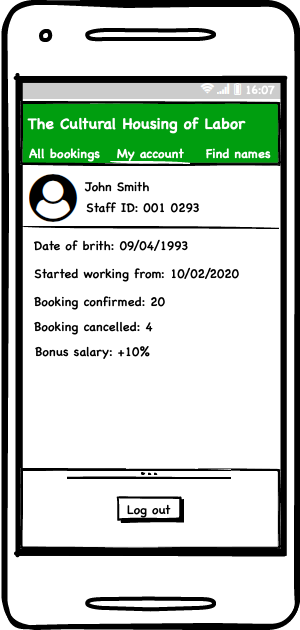 16:07
The Cultural Housing of Labor
All bookings My account Find names
John Smith
Staff ID: 001 0293
Date of brith: 09/04/1993
Started working from: 10/02/2020
Booking confirmed: 20
Booking cancelled: 4
Bonus salary: +10%
Log out